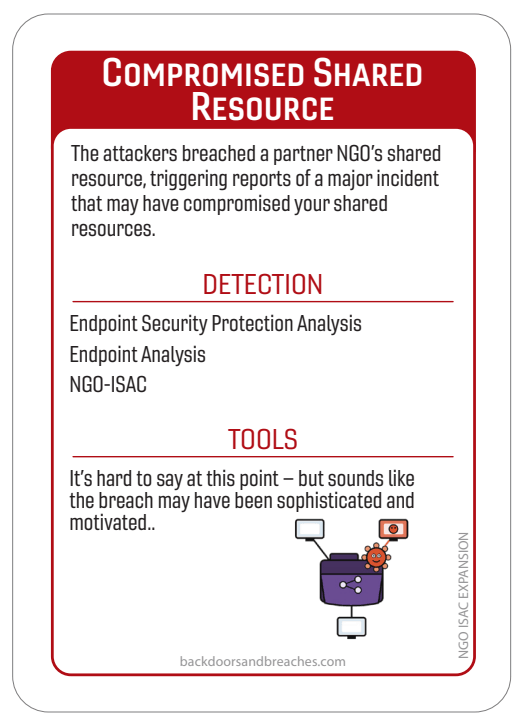 COMPROMISED SHARED
RESOURCE
The attackers breached a partner NGO's shared
resource, triggering reports of a major incident
that may have compromised your shared
resources.
DETECTION
Endpoint Security Protection Analysis
Endpoint Analysis
NGO-ISAC
TOOLS
It's hard to say at this point – but sounds like
the breach may have been sophisticated and
motivated..
NGO ISAC EXPANSION
backdoorsandbreaches.com